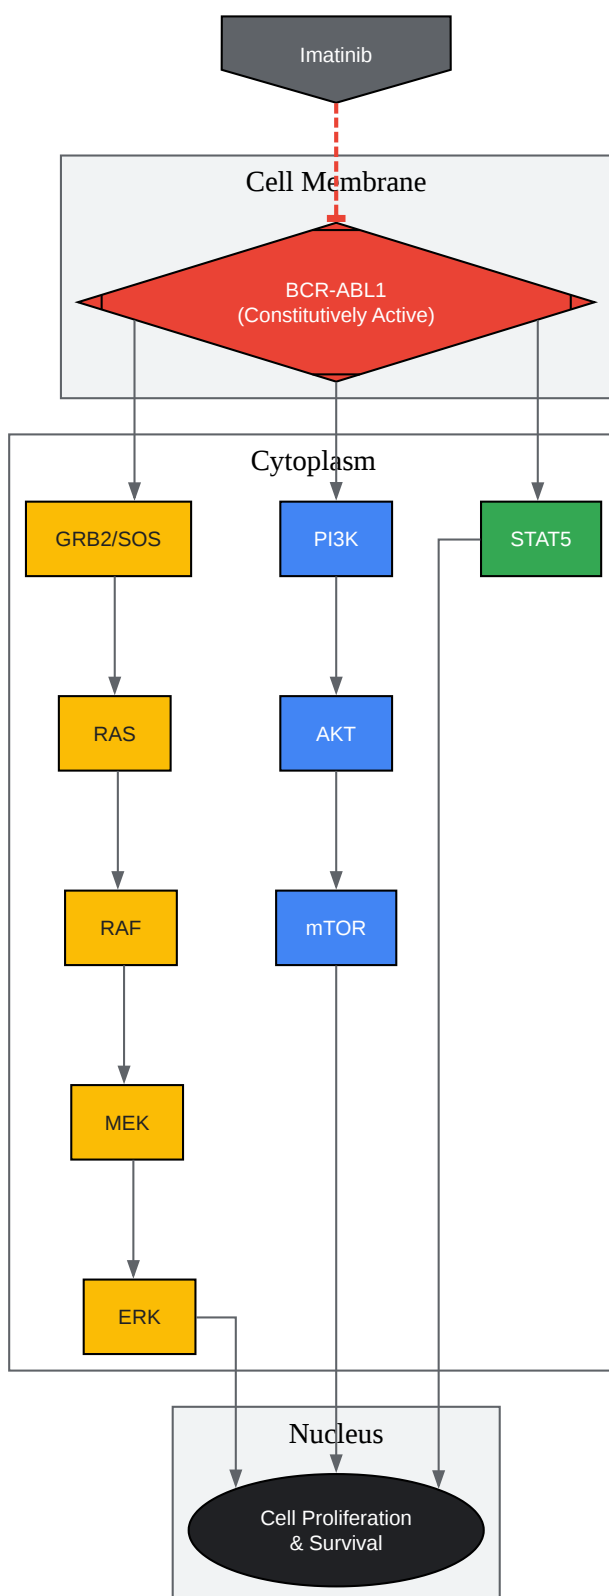 Imatinib
Cell Membrane
BCR-ABL1
(Constitutively Active)
Cytoplasm
GRB2/SOS
PI3K
STAT5
RAS
AKT
RAF
mTOR
MEK
ERK
Nucleus
Cell Proliferation
& Survival